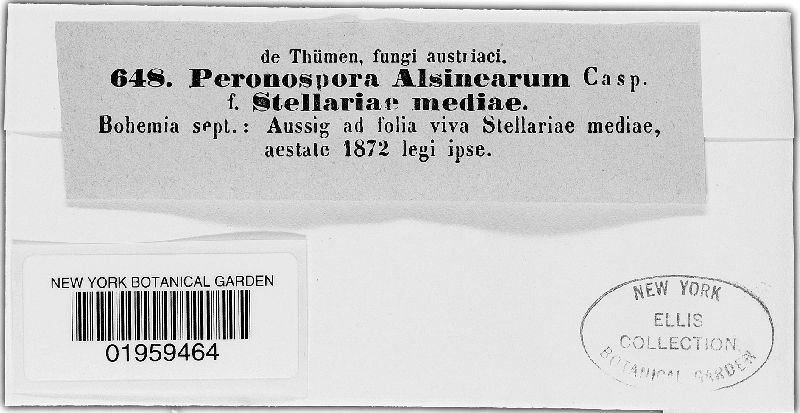 de Thümen, fungi austriaci.
648. Peronospora Alsinearum Casp.
f. Stellariae mediae.
Bohemia sept.: Aussig ad folia viva Stellariae mediae,
aestate 1872 legi ipse.
NEW YORK BOTANICAL GARDEN
01959464
NEW YORK
ELLIS
COLLECTION
BOTANICAL GARDEN